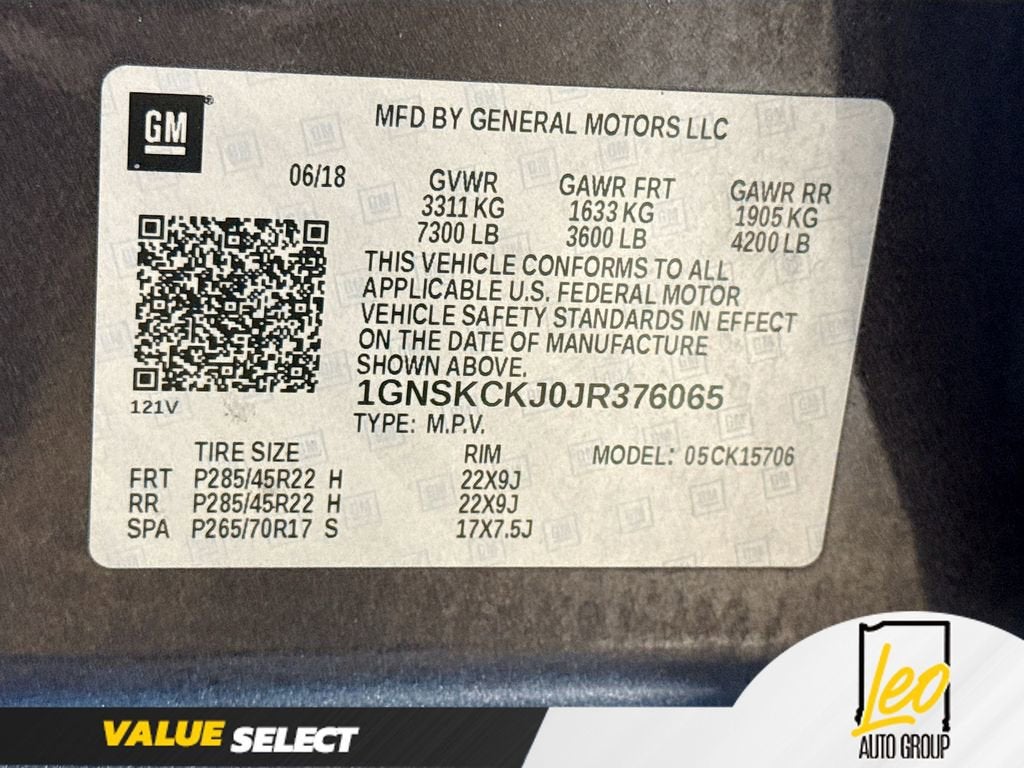 GM
MFD BY GENERAL MOTORS LLC
06/18
GVWR GAWR FRT GAWR RR
3311 KG 1633 KG 1905 KG
7300 LB 3600 LB 4200 LB
THIS VEHICLE CONFORMS TO ALL
APPLICABLE U.S. FEDERAL MOTOR
VEHICLE SAFETY STANDARDS IN EFFECT
ON THE DATE OF MANUFACTURE
SHOWN ABOVE.
1GNSKCKJ0JR376065
121V
TYPE: M.P.V.
TIRE SIZE RIM MODEL: 05CK15706
FRT P285/45R22 H 22X9J
RR P285/45R22 H 22X9J
SPA P265/70R17 S 17X7.5J
Leo
AUTO GROUP
VALUE SELECT